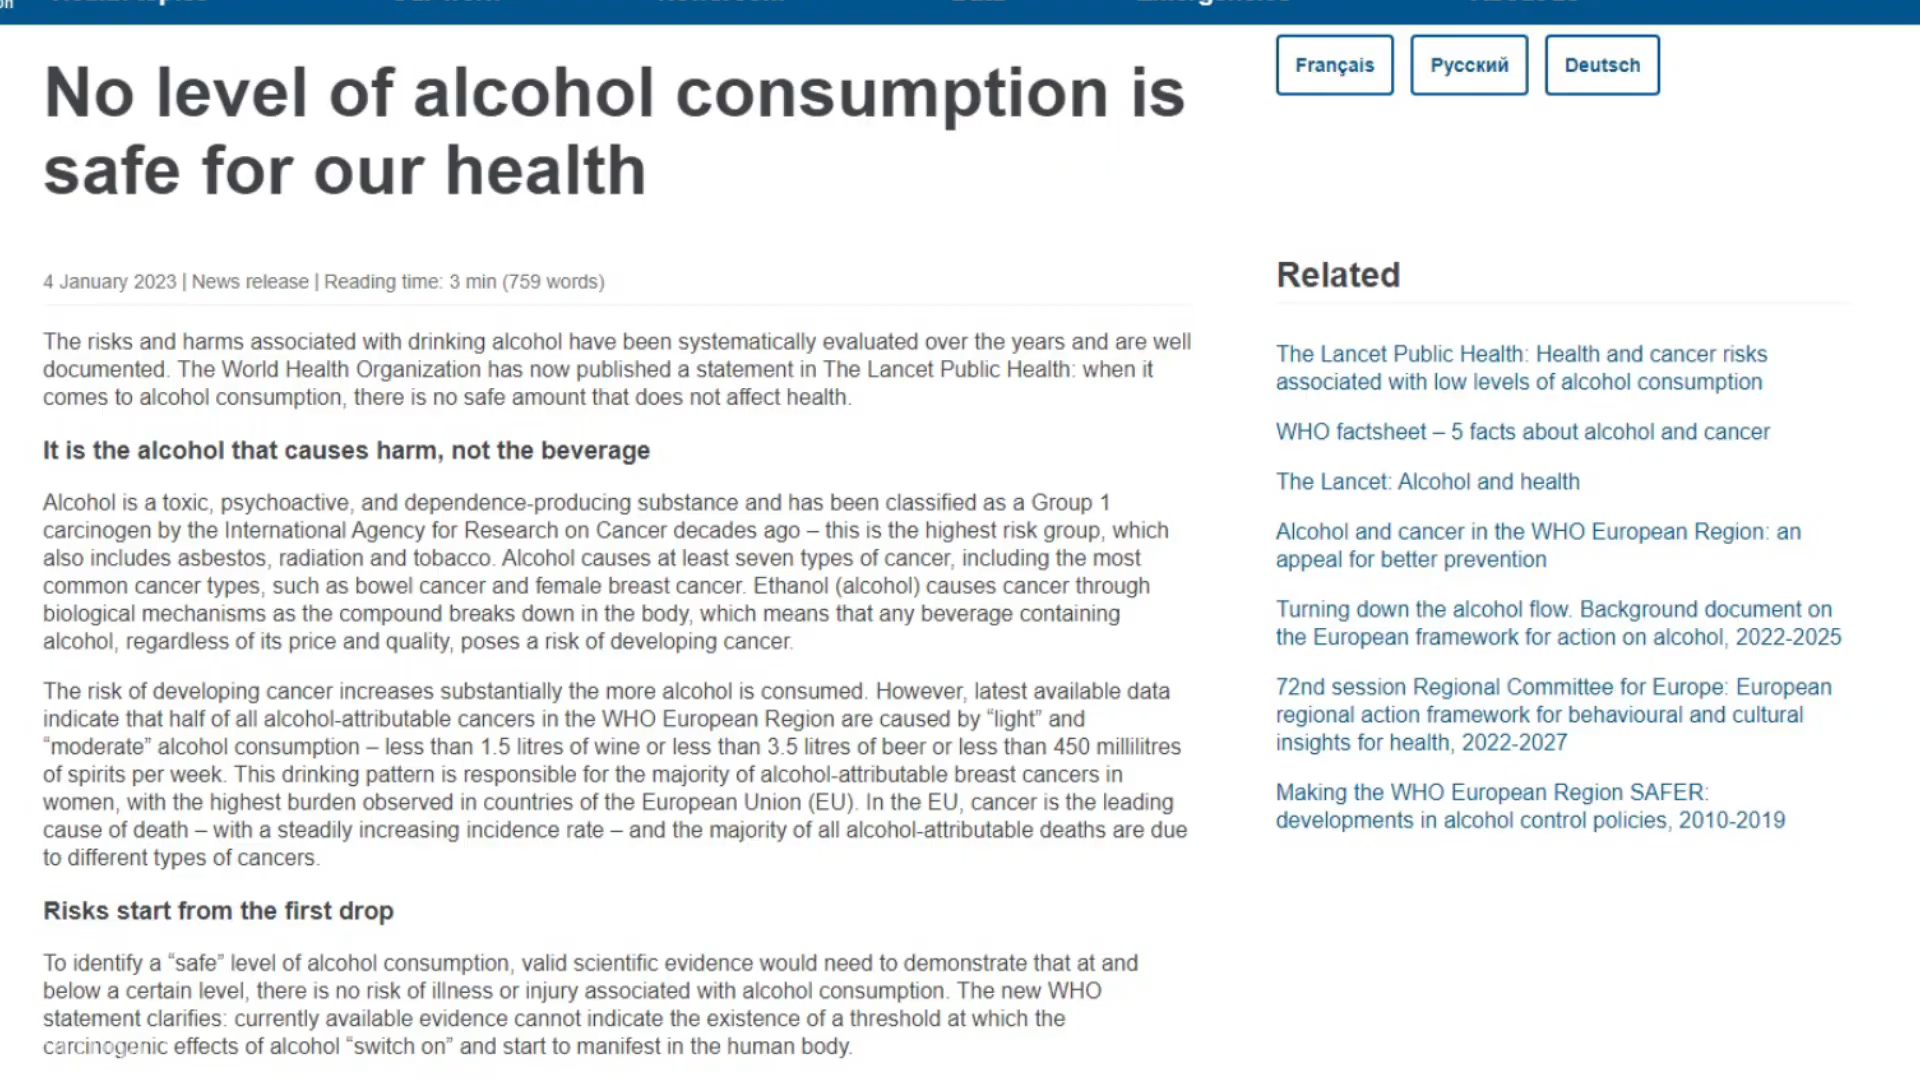 No level of alcohol consumption is
safe for our health
4 January 2023 | News release | Reading time: 3 min (759 words)
The risks and harms associated with drinking alcohol have been systematically evaluated over the years and are well
documented. The World Health Organization has now published a statement in The Lancet Public Health: when it
comes to alcohol consumption, there is no safe amount that does not affect health.
It is the alcohol that causes harm, not the beverage
Alcohol is a toxic, psychoactive, and dependence-producing substance and has been classified as a Group 1
carcinogen by the International Agency for Research on Cancer decades ago – this is the highest risk group, which
also includes asbestos, radiation and tobacco. Alcohol causes at least seven types of cancer, including the most
common cancer types, such as bowel cancer and female breast cancer. Ethanol (alcohol) causes cancer through
biological mechanisms as the compound breaks down in the body, which means that any beverage containing
alcohol, regardless of its price and quality, poses a risk of developing cancer.
The risk of developing cancer increases substantially the more alcohol is consumed. However, latest available data
indicate that half of all alcohol-attributable cancers in the WHO European Region are caused by “light” and
“moderate” alcohol consumption – less than 1.5 litres of wine or less than 3.5 litres of beer or less than 450 millilitres
of spirits per week. This drinking pattern is responsible for the majority of alcohol-attributable breast cancers in
women, with the highest burden observed in countries of the European Union (EU). In the EU, cancer is the leading
cause of death – with a steadily increasing incidence rate – and the majority of all alcohol-attributable deaths are due
to different types of cancers.
Risks start from the first drop
To identify a “safe” level of alcohol consumption, valid scientific evidence would need to demonstrate that at and
below a certain level, there is no risk of illness or injury associated with alcohol consumption. The new WHO
statement clarifies: currently available evidence cannot indicate the existence of a threshold at which the
carcinogenic effects of alcohol “switch on” and start to manifest in the human body.
Français
Русский
Deutsch
Related
The Lancet Public Health: Health and cancer risks
associated with low levels of alcohol consumption
WHO factsheet – 5 facts about alcohol and cancer
The Lancet: Alcohol and health
Alcohol and cancer in the WHO European Region: an
appeal for better prevention
Turning down the alcohol flow. Background document on
the European framework for action on alcohol, 2022-2025
72nd session Regional Committee for Europe: European
regional action framework for behavioural and cultural
insights for health, 2022-2027
Making the WHO European Region SAFER:
developments in alcohol control policies, 2010-2019